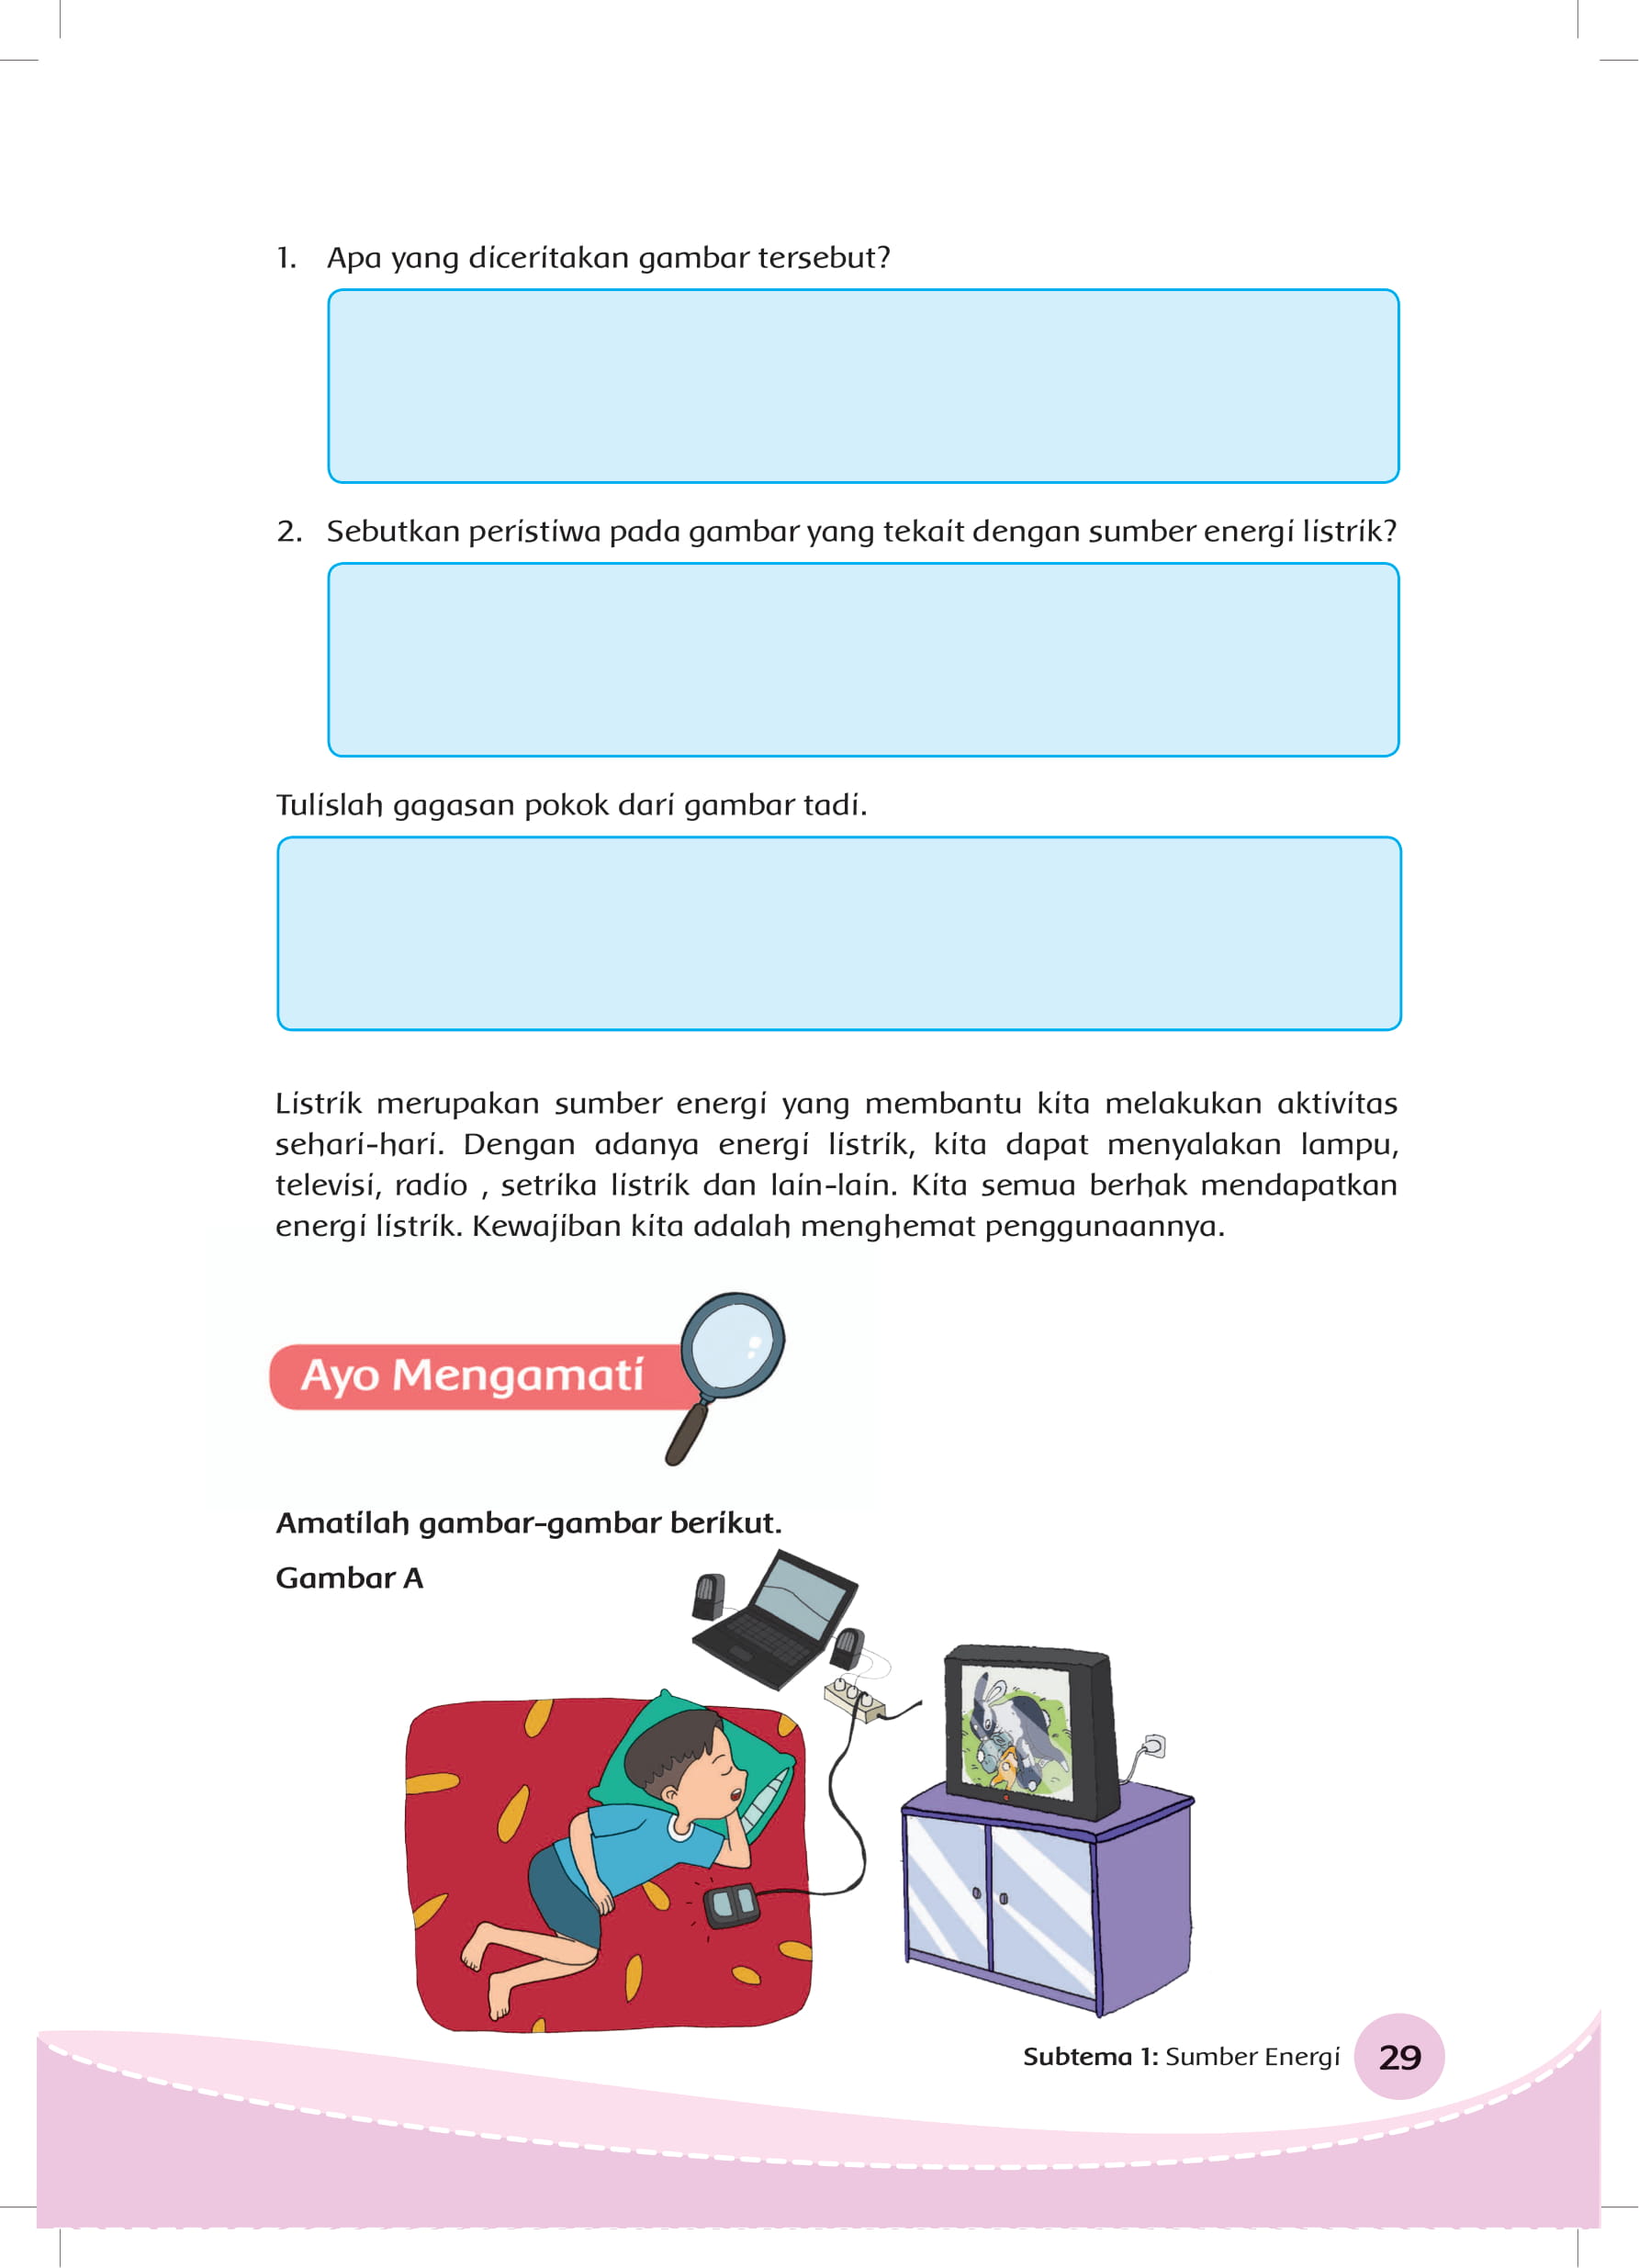 1. Apa yang diceritakan gambar tersebut?
2. Sebutkan peristiwa pada gambar yang tekait dengan sumber energi listrik?
Tulislah gagasan pokok dari gambar tadi.
Listrik merupakan sumber energi yang membantu kita melakukan aktivitas
sehari-hari. Dengan adanya energi listrik, kita dapat menyalakan lampu,
televisi, radio , setrika listrik dan lain-lain. Kita semua berhak mendapatkan
energi listrik. Kewajiban kita adalah menghemat penggunaannya.
Ayo Mengamati
Amatilah gambar-gambar berikut.
Gambar A
Subtema 1: Sumber Energi 29